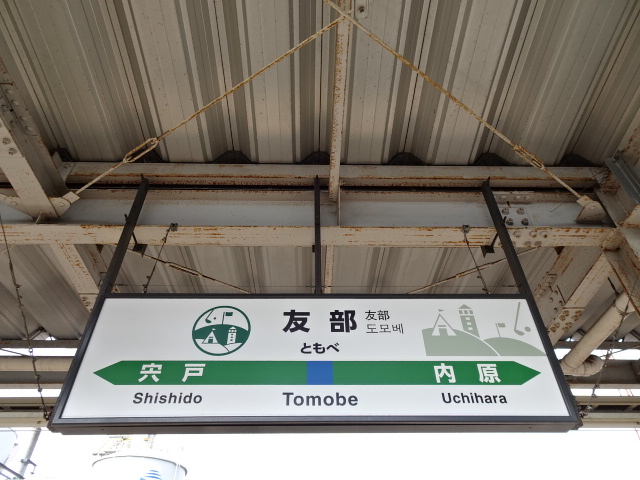 友部 友部
도모베
ともべ
宍戸 内原
Shishido Tomobe Uchihara